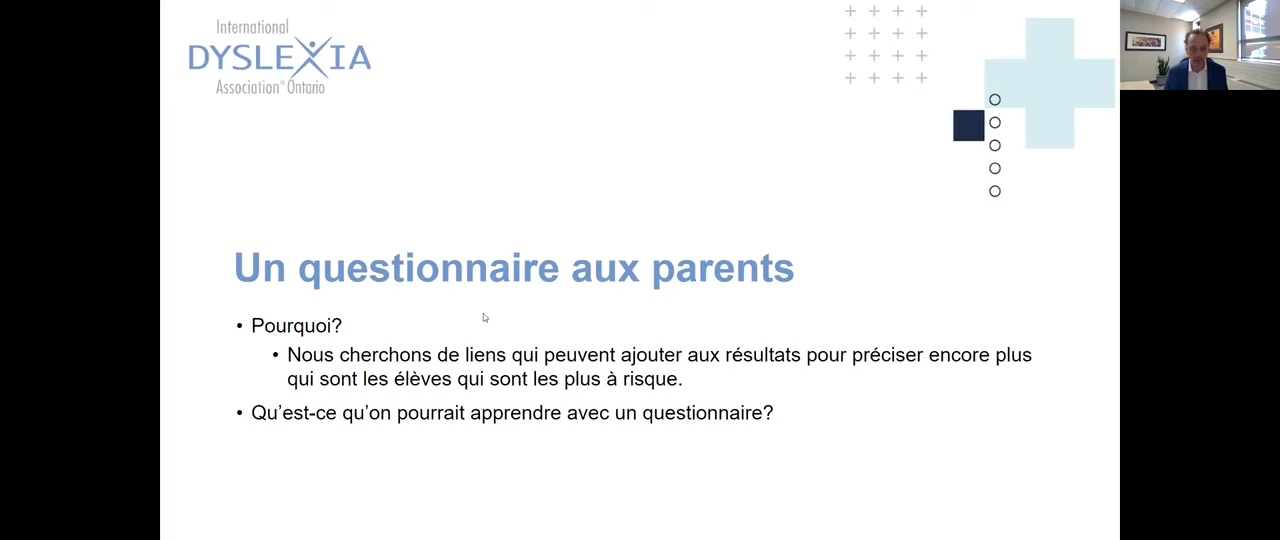 International
DYSLEXIA
Association® Ontario
Un questionnaire aux parents
• Pourquoi?
• Nous cherchons de liens qui peuvent ajouter aux résultats pour préciser encore plus
qui sont les élèves qui sont les plus à risque.
• Qu’est-ce qu’on pourrait apprendre avec un questionnaire?